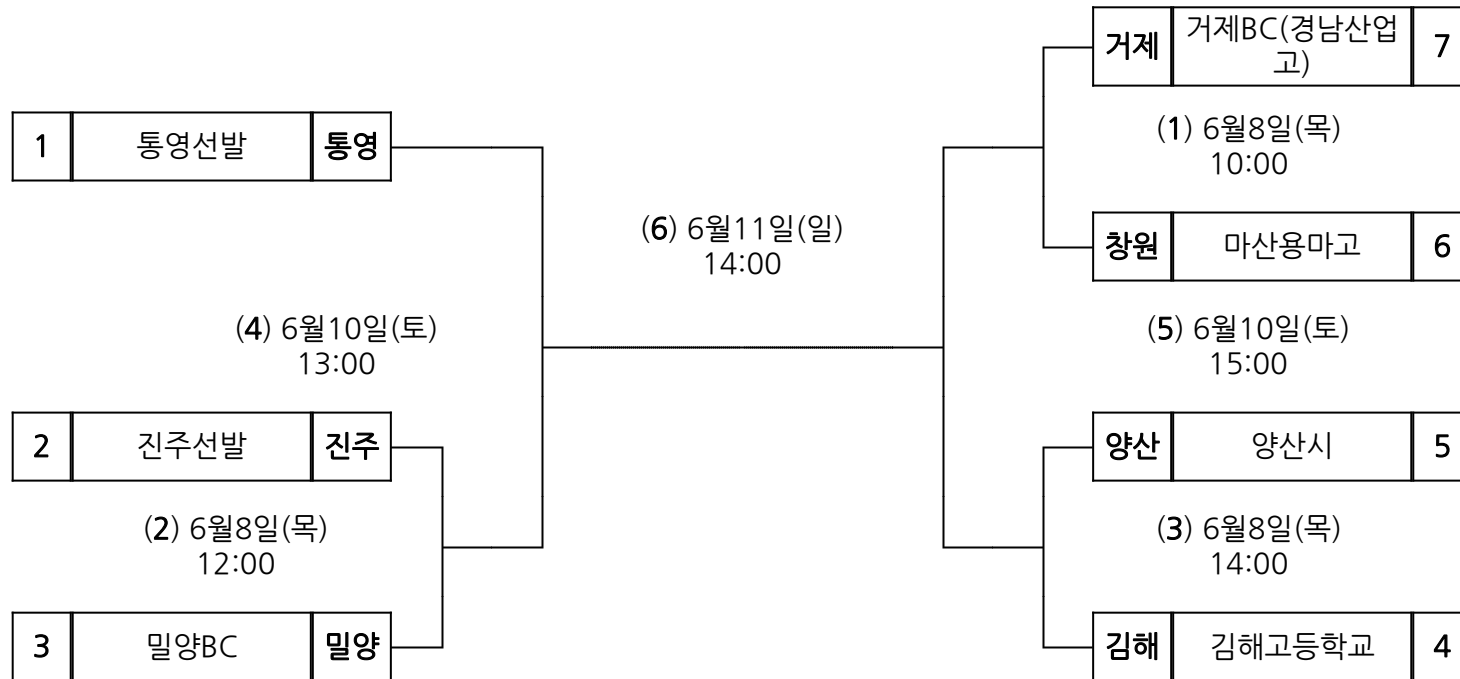 거제 거제BC(경남산업
고) 7
(1) 6월8일(목)
10:00
1 통영선발 통영
(6) 6월11일(일)
14:00
창원 마산용마고 6
(4) 6월10일(토)
13:00
(5) 6월10일(토)
15:00
2 진주선발 진주
양산 양산시 5
(2) 6월8일(목)
12:00
(3) 6월8일(목)
14:00
3 밀양BC 밀양
김해 김해고등학교 4